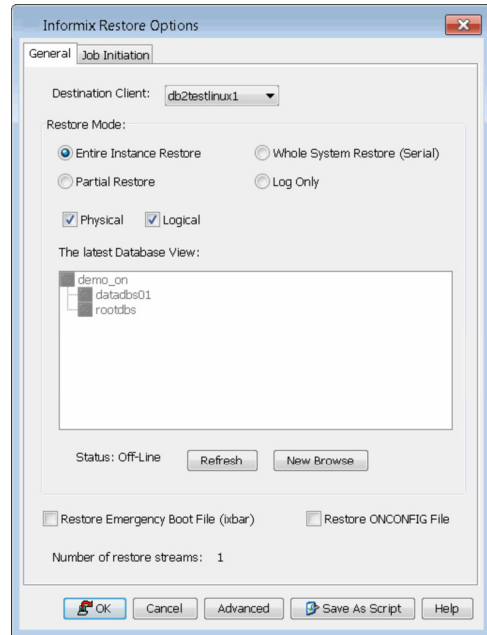 Informix Restore Options
General Job Initiation
Destination Client: db2testlinux1
Restore Mode:
Entire Instance Restore Whole System Restore (Serial)
Partial Restore Log Only
Physical Logical
The latest Database View:
demo_on
datadbs01
rootdbs
Status: Off-Line Refresh New Browse
Restore Emergency Boot File (ixbar) Restore ONCONFIG File
Number of restore streams: 1
OK Cancel Advanced Save As Script Help